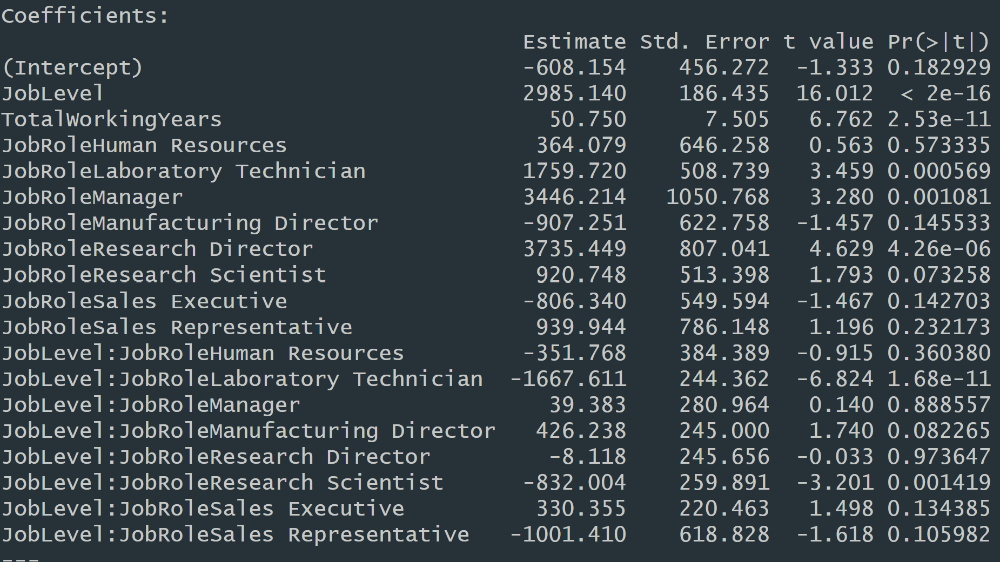 Coefficients:
Estimate Std. Error t value Pr(>|t|)
(Intercept) -608.154 456.272 -1.333 0.182929
JobLevel 2985.140 186.435 16.012 < 2e-16
TotalWorkingYears 50.750 7.505 6.762 2.53e-11
JobRoleHuman Resources 364.079 646.258 0.563 0.573335
JobRoleLaboratory Technician 1759.720 508.739 3.459 0.000569
JobRoleManager 3446.214 1050.768 3.280 0.001081
JobRoleManufacturing Director -907.251 622.758 -1.457 0.145533
JobRoleResearch Director 3735.449 807.041 4.629 4.26e-06
JobRoleResearch Scientist 920.748 513.398 1.793 0.073258
JobRoleSales Executive -806.340 549.594 -1.467 0.142703
JobRoleSales Representative 939.944 786.148 1.196 0.232173
JobLevel:JobRoleHuman Resources -351.768 384.389 -0.915 0.360380
JobLevel:JobRoleLaboratory Technician -1667.611 244.362 -6.824 1.68e-11
JobLevel:JobRoleManager 39.383 280.964 0.140 0.888557
JobLevel:JobRoleManufacturing Director 426.238 245.000 1.740 0.082265
JobLevel:JobRoleResearch Director -8.118 245.656 -0.033 0.973647
JobLevel:JobRoleResearch Scientist -832.004 259.891 -3.201 0.001419
JobLevel:JobRoleSales Executive 330.355 220.463 1.498 0.134385
JobLevel:JobRoleSales Representative -1001.410 618.828 -1.618 0.105982
---